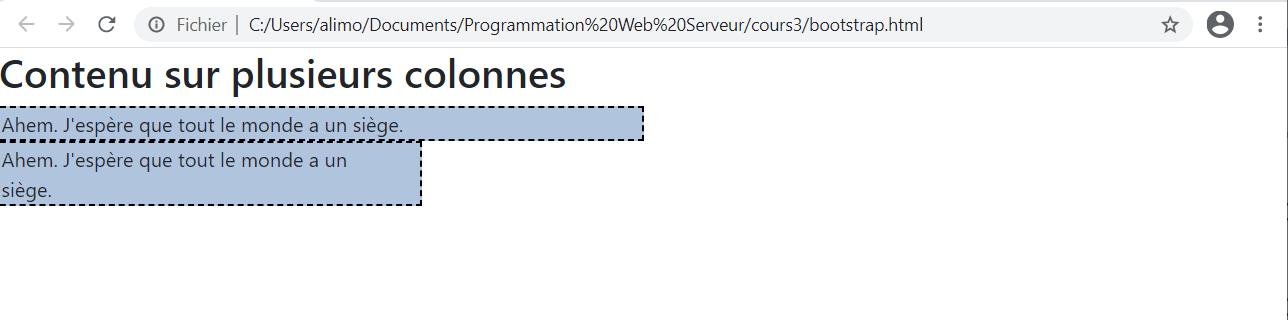 Fichier | C:/Users/alimo/Documents/Programmation%20Web%20Serveur/cours3/bootstrap.html
Contenu sur plusieurs colonnes
Ahem. J'espère que tout le monde a un siège.
Ahem. J'espère que tout le monde a un
siège.